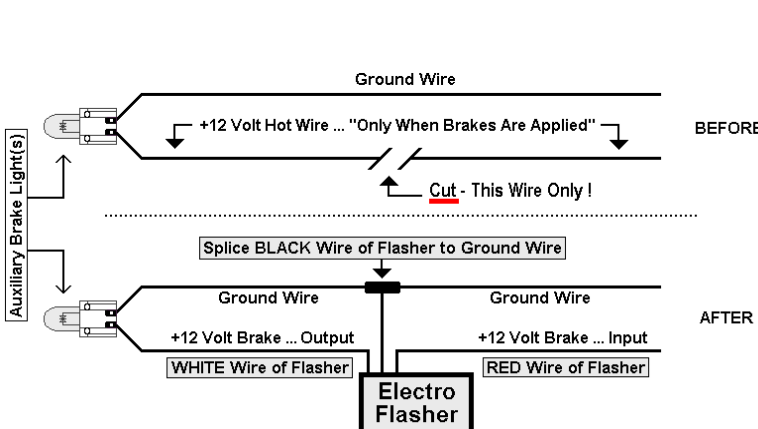 Ground Wire
+12 Volt Hot Wire ... "Only When Brakes Are Applied"
BEFORE
Cut - This Wire Only !
Auxiliary Brake Light(s)
Splice BLACK Wire of Flasher to Ground Wire
Ground Wire
Ground Wire
AFTER
+12 Volt Brake ... Output
+12 Volt Brake ... Input
WHITE Wire of Flasher
RED Wire of Flasher
Electro
Flasher